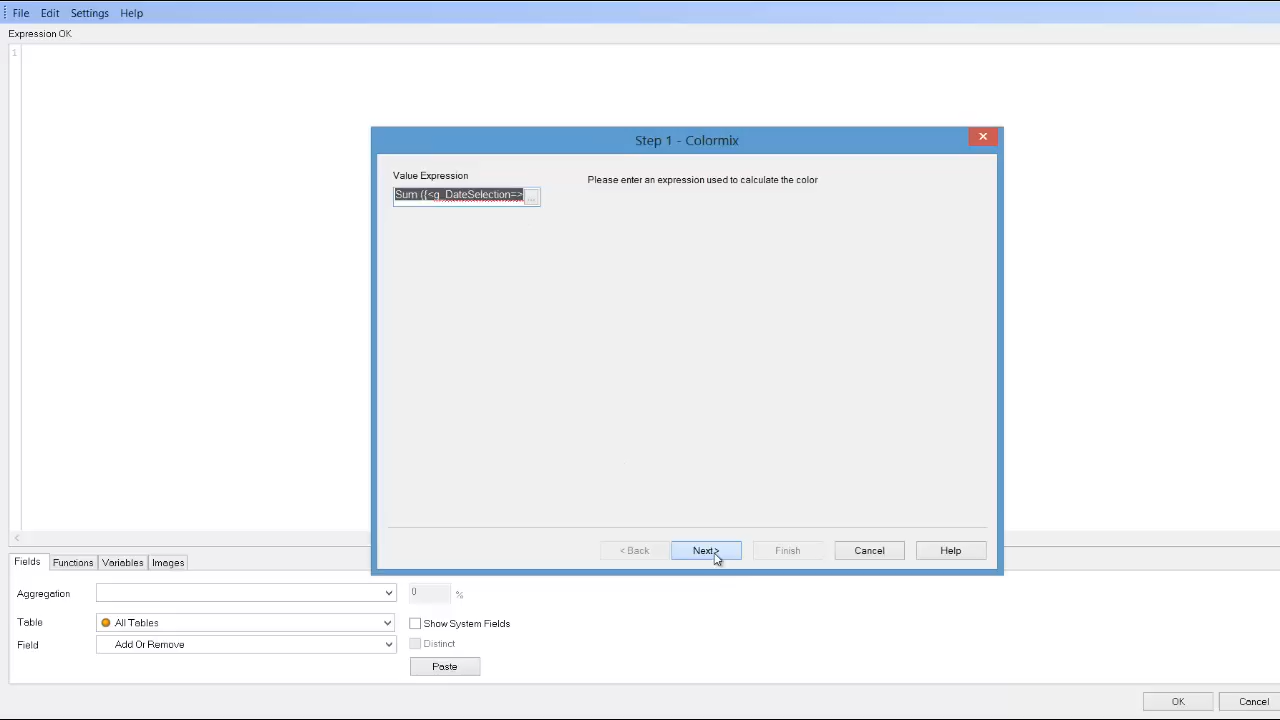 File Edit Settings Help
Expression OK
1
Step 1 - Colormix
Value Expression
Please enter an expression used to calculate the color
Sum ({<g_DateSelection=>
...
< Back Next> Finish Cancel Help
Fields Functions Variables Images
Aggregation 0 %
Table All Tables Show System Fields
Field Add Or Remove Distinct
Paste
OK Cancel